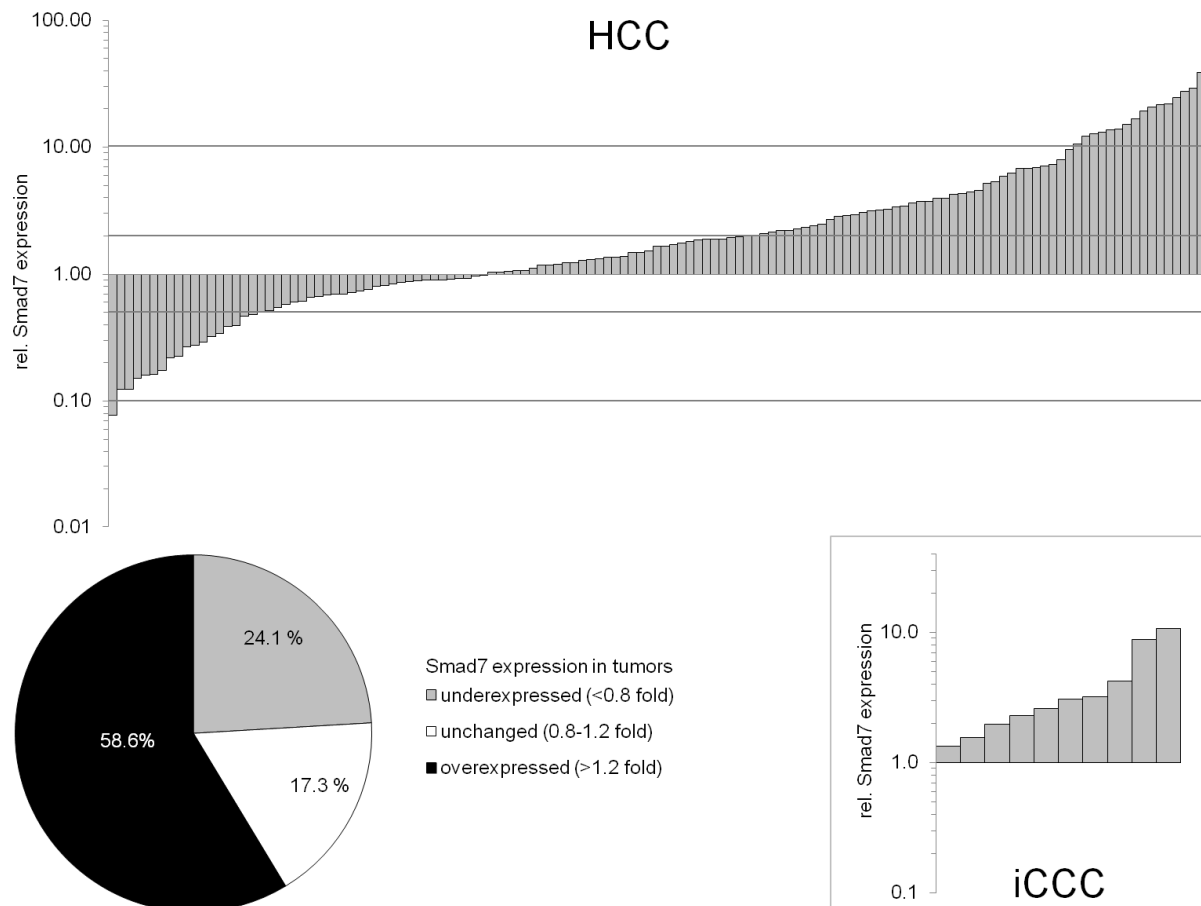 HCC
100.00
10.00
1.00
0.10
0.01
rel. Smad7 expression
24.1 %
58.6%
17.3 %
Smad7 expression in tumors
underexpressed (<0.8 fold)
unchanged (0.8-1.2 fold)
overexpressed (>1.2 fold)
10.0
1.0
0.1
rel. Smad7 expression
iCCC